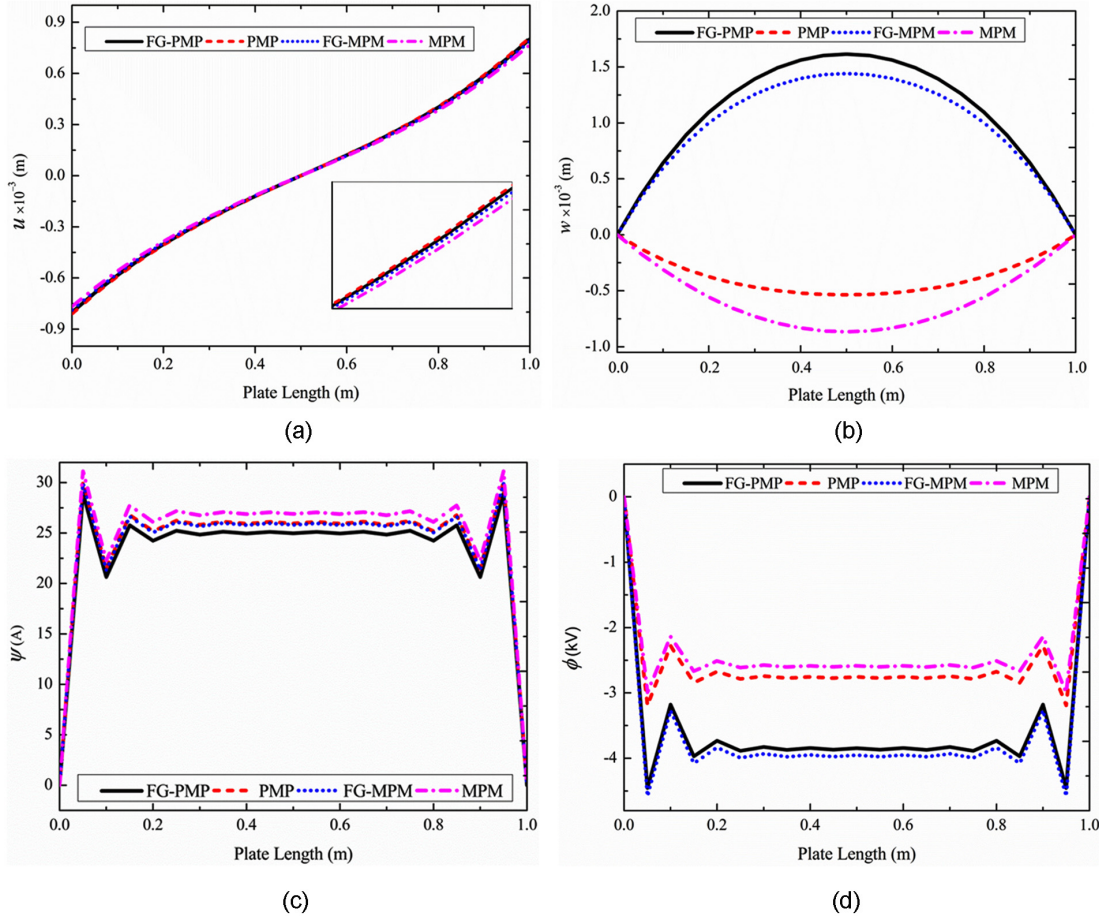 FG-PMP PMP FG-MPM MPM
0.9
0.6
0.3
0.0
-0.3
-0.6
-0.9
u×10⁻³ (m)
0.0 0.2 0.4 0.6 0.8 1.0
Plate Length (m)
(a)
FG-PMP PMP FG-MPM MPM
2.0
1.5
1.0
0.5
0.0
-0.5
-1.0
w×10⁻³ (m)
0.0 0.2 0.4 0.6 0.8 1.0
Plate Length (m)
(b)
30
25
20
15
10
5
0
ψ(A)
FG-PMP PMP FG-MPM MPM
0.0 0.2 0.4 0.6 0.8 1.0
Plate Length (m)
(c)
FG-PMP PMP FG-MPM MPM
0
-1
-2
-3
-4
ϕ(kV)
0.0 0.2 0.4 0.6 0.8 1.0
Plate Length (m)
(d)